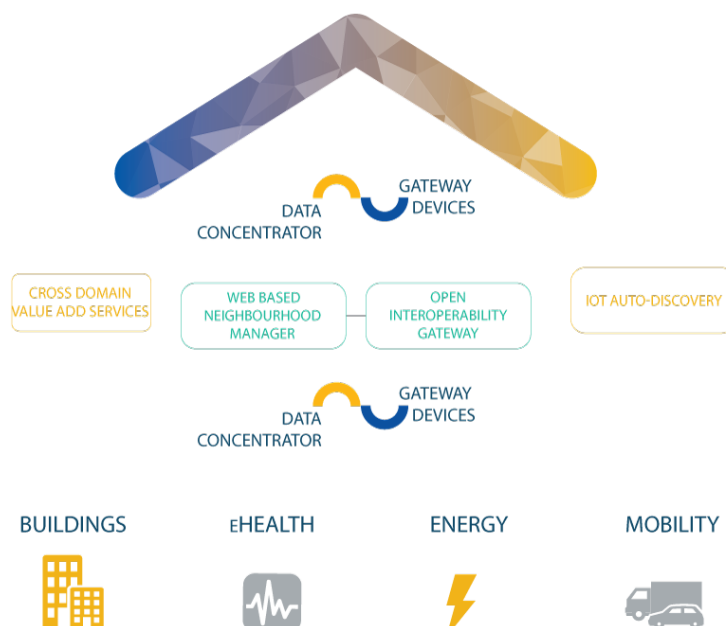 DATA
CONCENTRATOR
GATEWAY
DEVICES
CROSS DOMAIN
VALUE ADD SERVICES
WEB BASED
NEIGHBOURHOOD
MANAGER
OPEN
INTEROPERABILITY
GATEWAY
IOT AUTO-DISCOVERY
DATA
CONCENTRATOR
GATEWAY
DEVICES
BUILDINGS
EHEALTH
ENERGY
MOBILITY